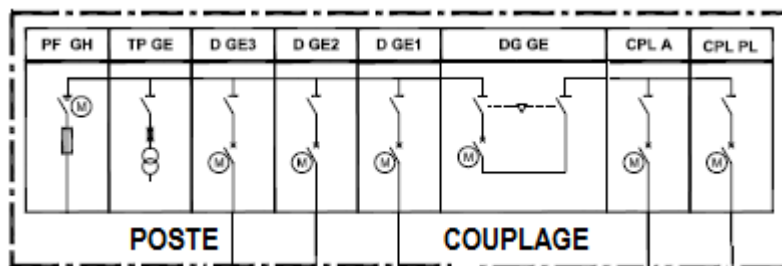 PF GH TP GE D GE3 D GE2 D GE1 DG GE CPL A CPL PL
M
M M M M M M
POSTE COUPLAGE